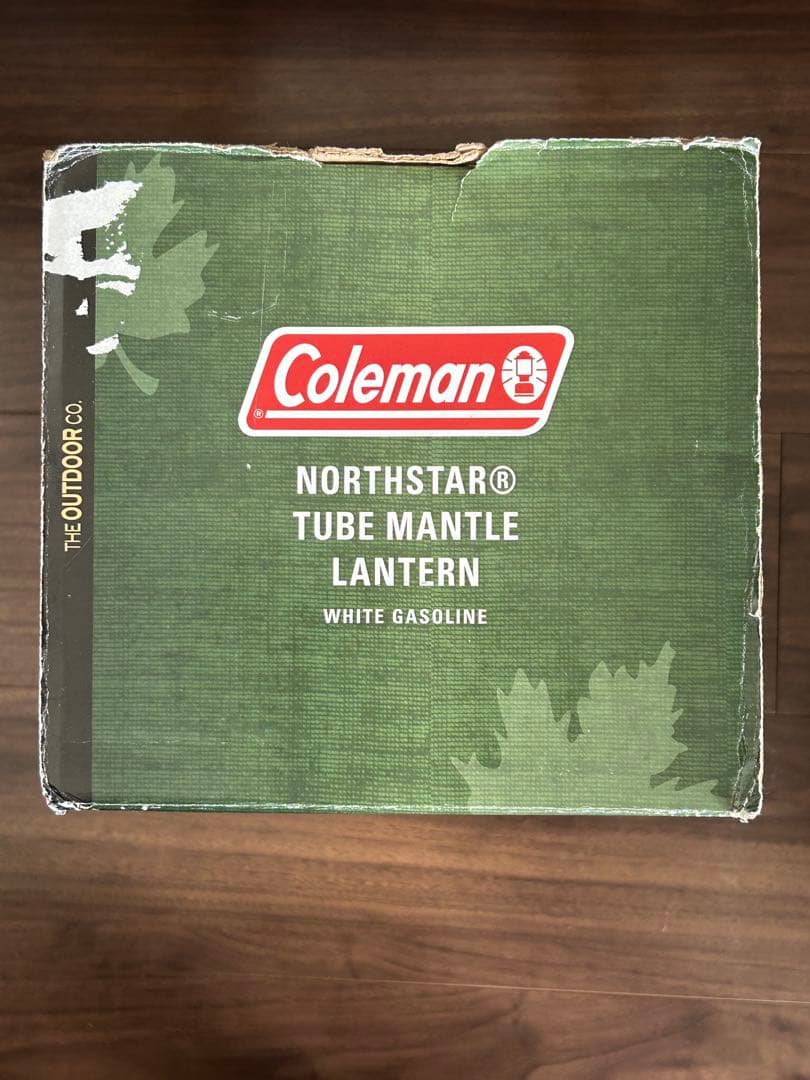 Coleman
®
NORTHSTAR®
TUBE MANTLE
LANTERN
WHITE GASOLINE
THE OUTDOOR CO.